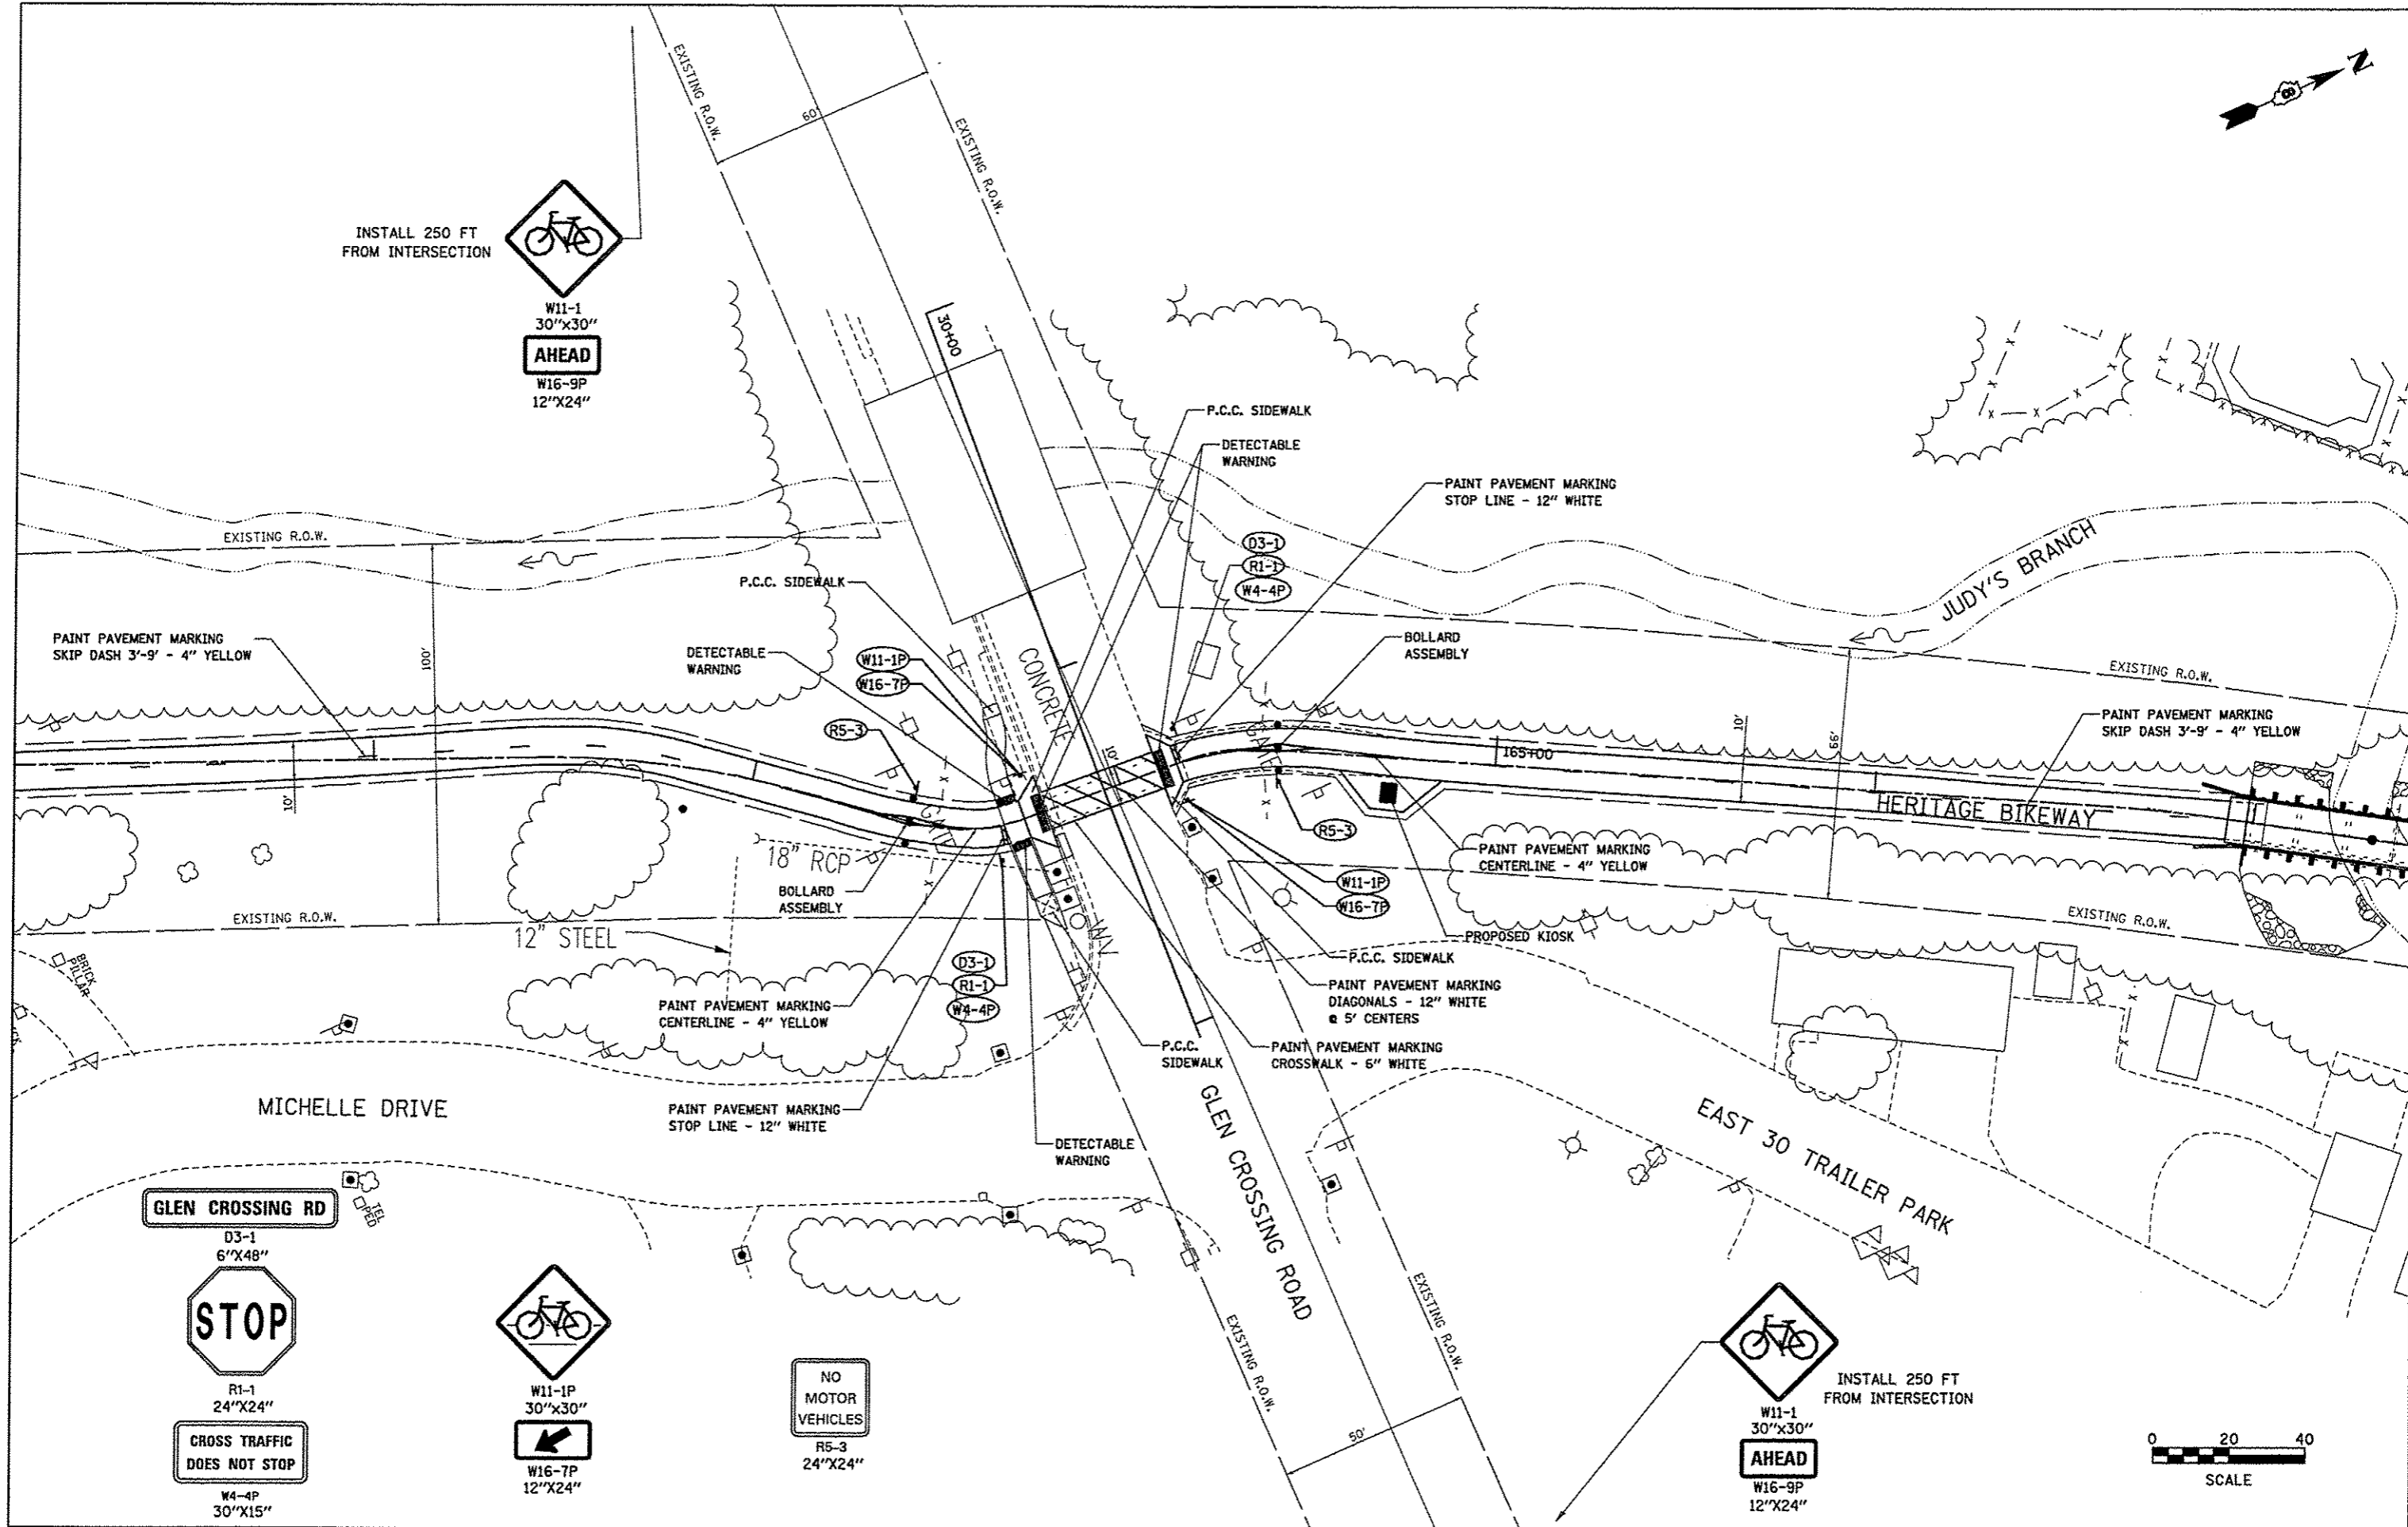 EXISTING R.O.W.
60'
EXISTING R.O.W.
N
8
INSTALL 250 FT
FROM INTERSECTION
W11-1
30"x30"
AHEAD
W16-9P
12"X24"
30+00
P.C.C. SIDEWALK
DETECTABLE
WARNING
PAINT PAVEMENT MARKING
STOP LINE - 12" WHITE
EXISTING R.O.W.
D3-1
R1-1
W4-4P
JUDY'S BRANCH
P.C.C. SIDEWALK
PAINT PAVEMENT MARKING
SKIP DASH 3'-9' - 4" YELLOW
100'
DETECTABLE
WARNING
W11-1P
W16-7P
CONCRETE
BOLLARD
ASSEMBLY
EXISTING R.O.W.
R5-3
GATE
10'
165+00
10'
66'
PAINT PAVEMENT MARKING
SKIP DASH 3'-9' - 4" YELLOW
10'
HERITAGE BIKEWAY
R5-3
18" RCP
PAINT PAVEMENT MARKING
CENTERLINE - 4" YELLOW
BOLLARD
ASSEMBLY
W11-1P
W16-7P
EXISTING R.O.W.
EXISTING R.O.W.
12" STEEL
PROPOSED KIOSK
BRICK
PILLAR
D3-1
R1-1
W4-4P
P.C.C. SIDEWALK
PAINT PAVEMENT MARKING
CENTERLINE - 4" YELLOW
PAINT PAVEMENT MARKING
DIAGONALS - 12" WHITE
@ 5' CENTERS
P.C.C.
SIDEWALK
PAINT PAVEMENT MARKING
CROSSWALK - 6" WHITE
MICHELLE DRIVE
PAINT PAVEMENT MARKING
STOP LINE - 12" WHITE
DETECTABLE
WARNING
GLEN CROSSING ROAD
EAST 30 TRAILER PARK
TEL
PED
GLEN CROSSING RD
D3-1
6"X48"
STOP
R1-1
24"X24"
CROSS TRAFFIC
DOES NOT STOP
W4-4P
30"X15"
W11-1P
30"x30"
W16-7P
12"X24"
NO
MOTOR
VEHICLES
R5-3
24"X24"
EXISTING R.O.W.
EXISTING R.O.W.
50'
INSTALL 250 FT
FROM INTERSECTION
W11-1
30"x30"
AHEAD
W16-9P
12"X24"
0 20 40
SCALE